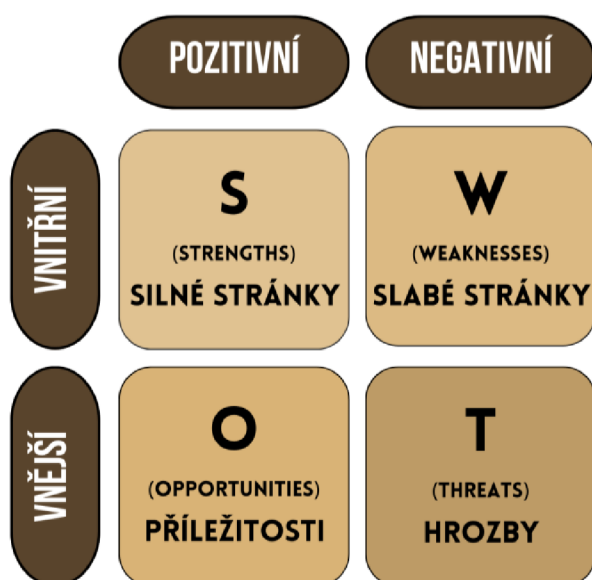 POZITIVNÍ
NEGATIVNÍ
VNITŘNÍ
S
(STRENGTHS)
SILNÉ STRÁNKY
W
(WEAKNESSES)
SLABÉ STRÁNKY
VNĚJŠÍ
O
(OPPORTUNITIES)
PŘÍLEŽITOSTI
T
(THREATS)
HROZBY